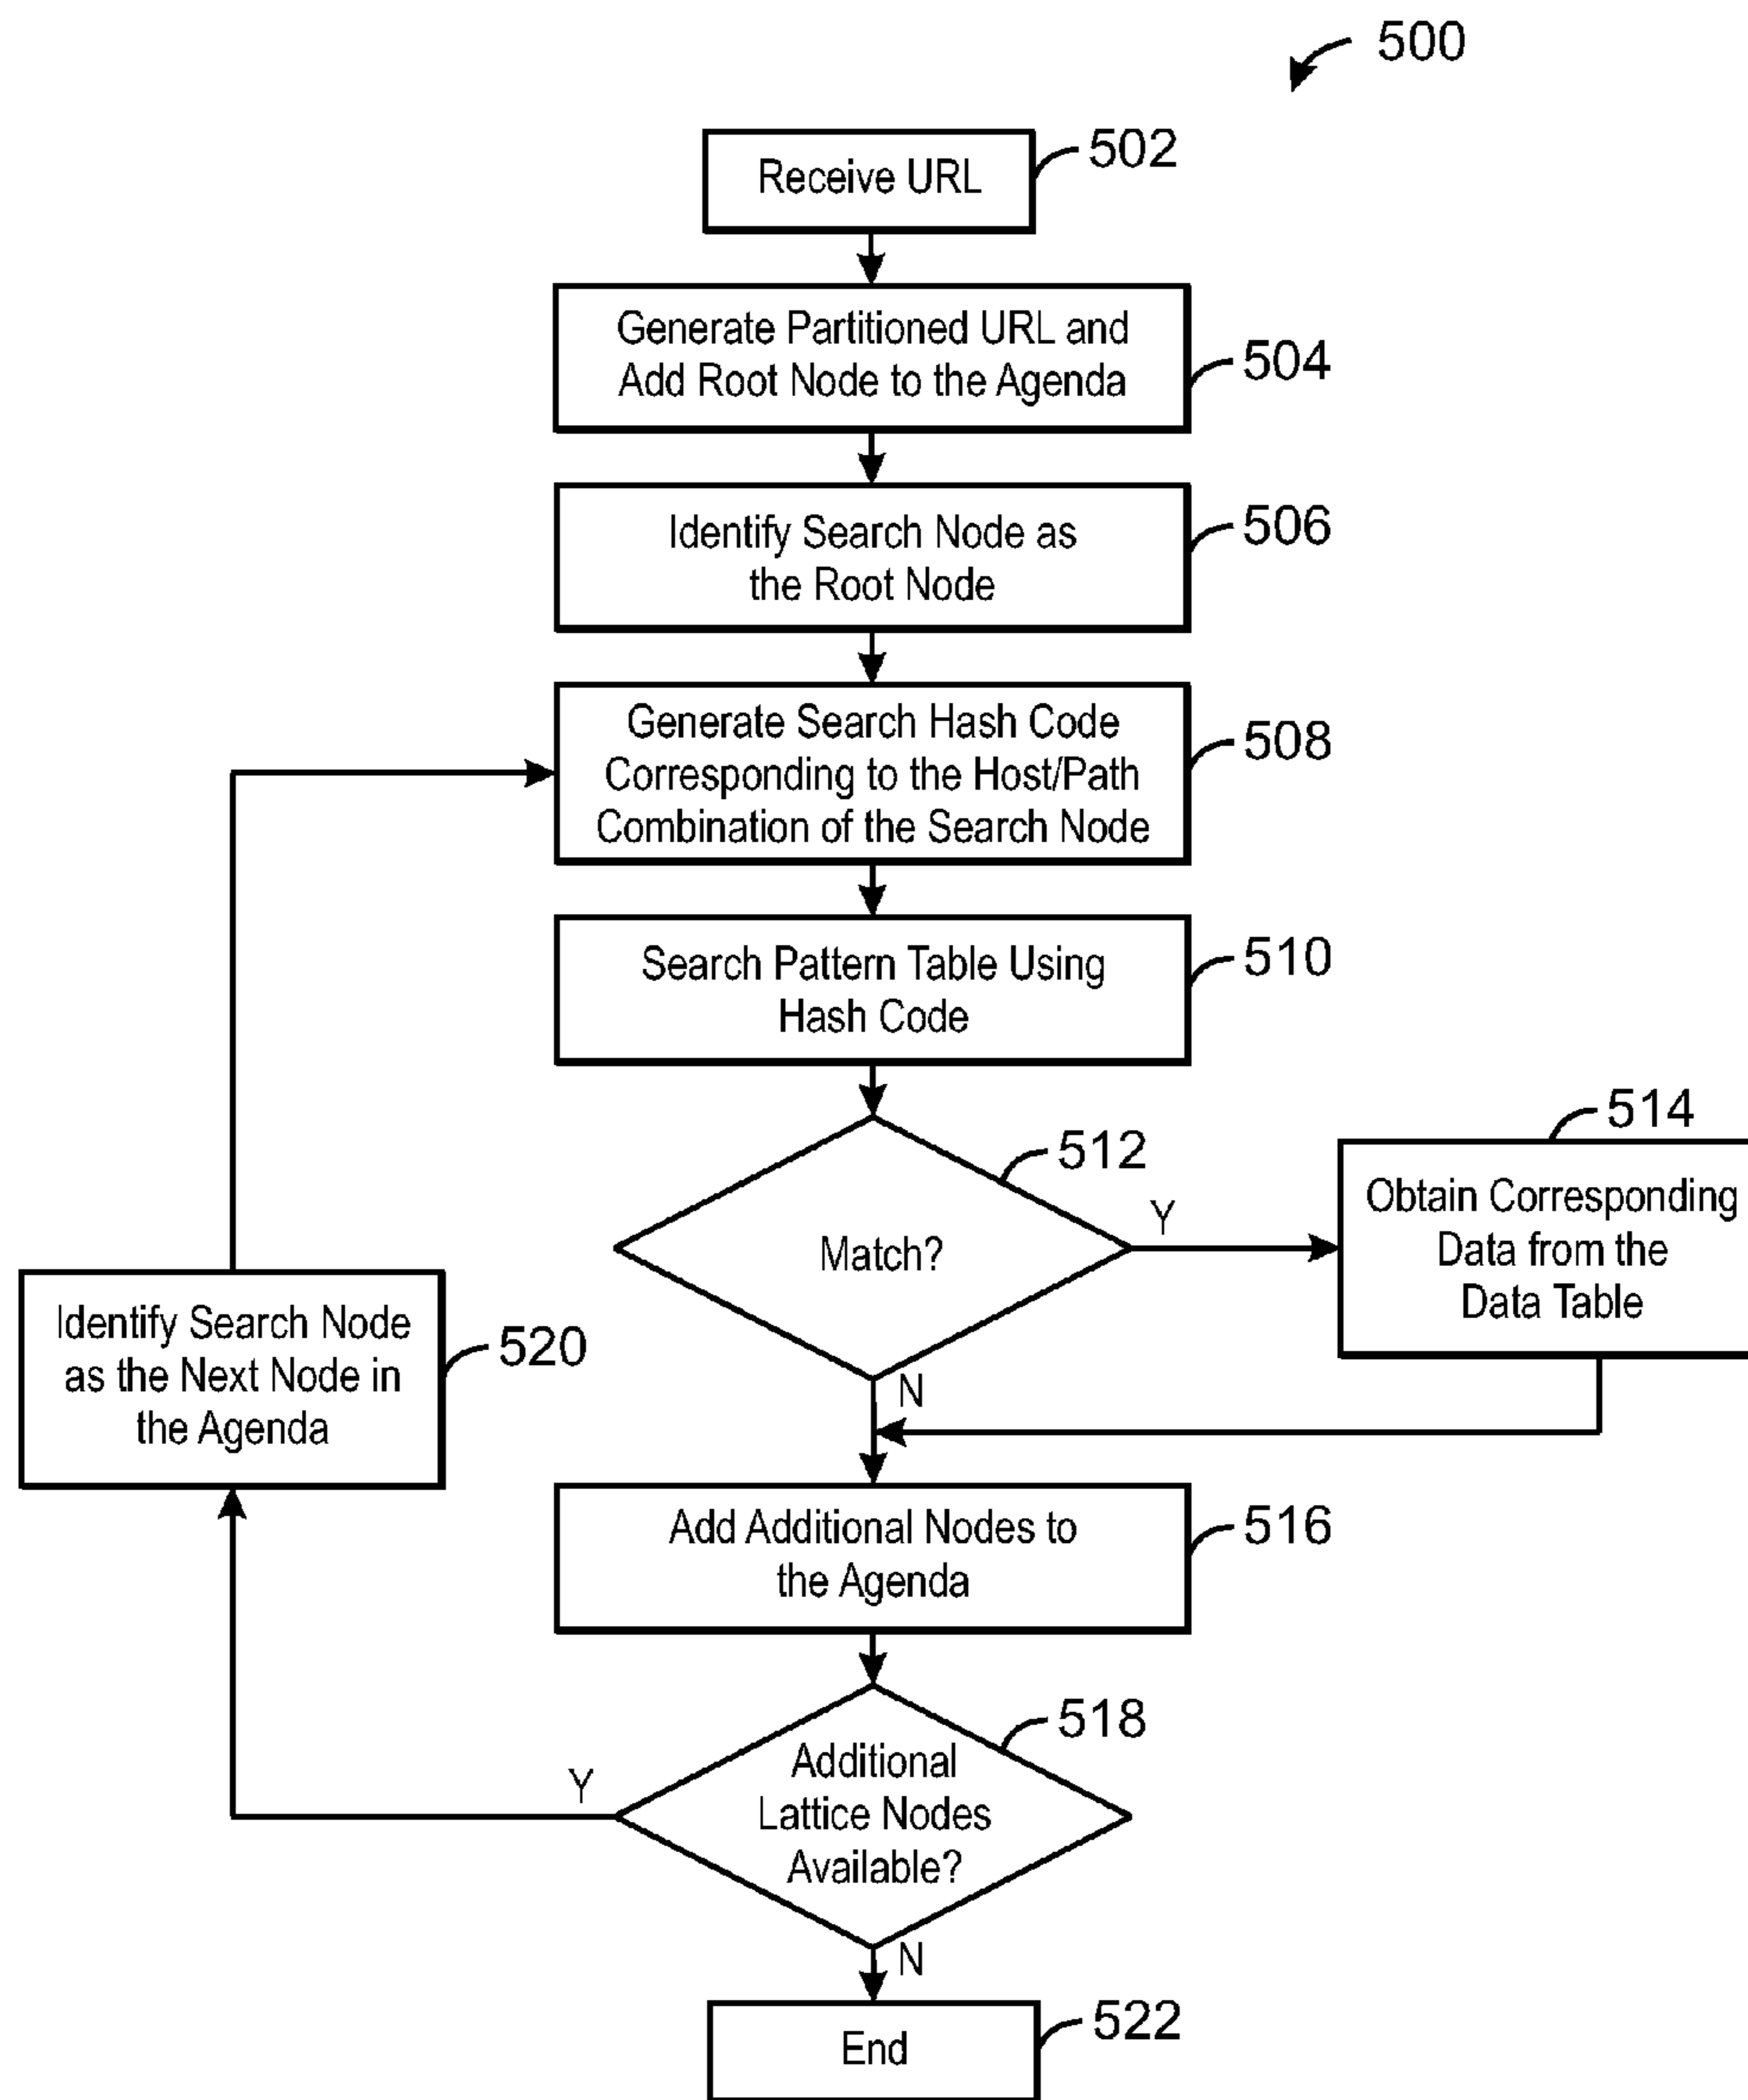 500
Receive URL
502
Generate Partitioned URL and
Add Root Node to the Agenda
504
Identify Search Node as
the Root Node
506
Generate Search Hash Code
Corresponding to the Host/Path
Combination of the Search Node
508
Search Pattern Table Using
Hash Code
510
Match?
512
Y
N
Obtain Corresponding
Data from the
Data Table
514
Identify Search Node
as the Next Node in
the Agenda
520
Add Additional Nodes to
the Agenda
516
Additional
Lattice Nodes
Available?
518
Y
N
End
522